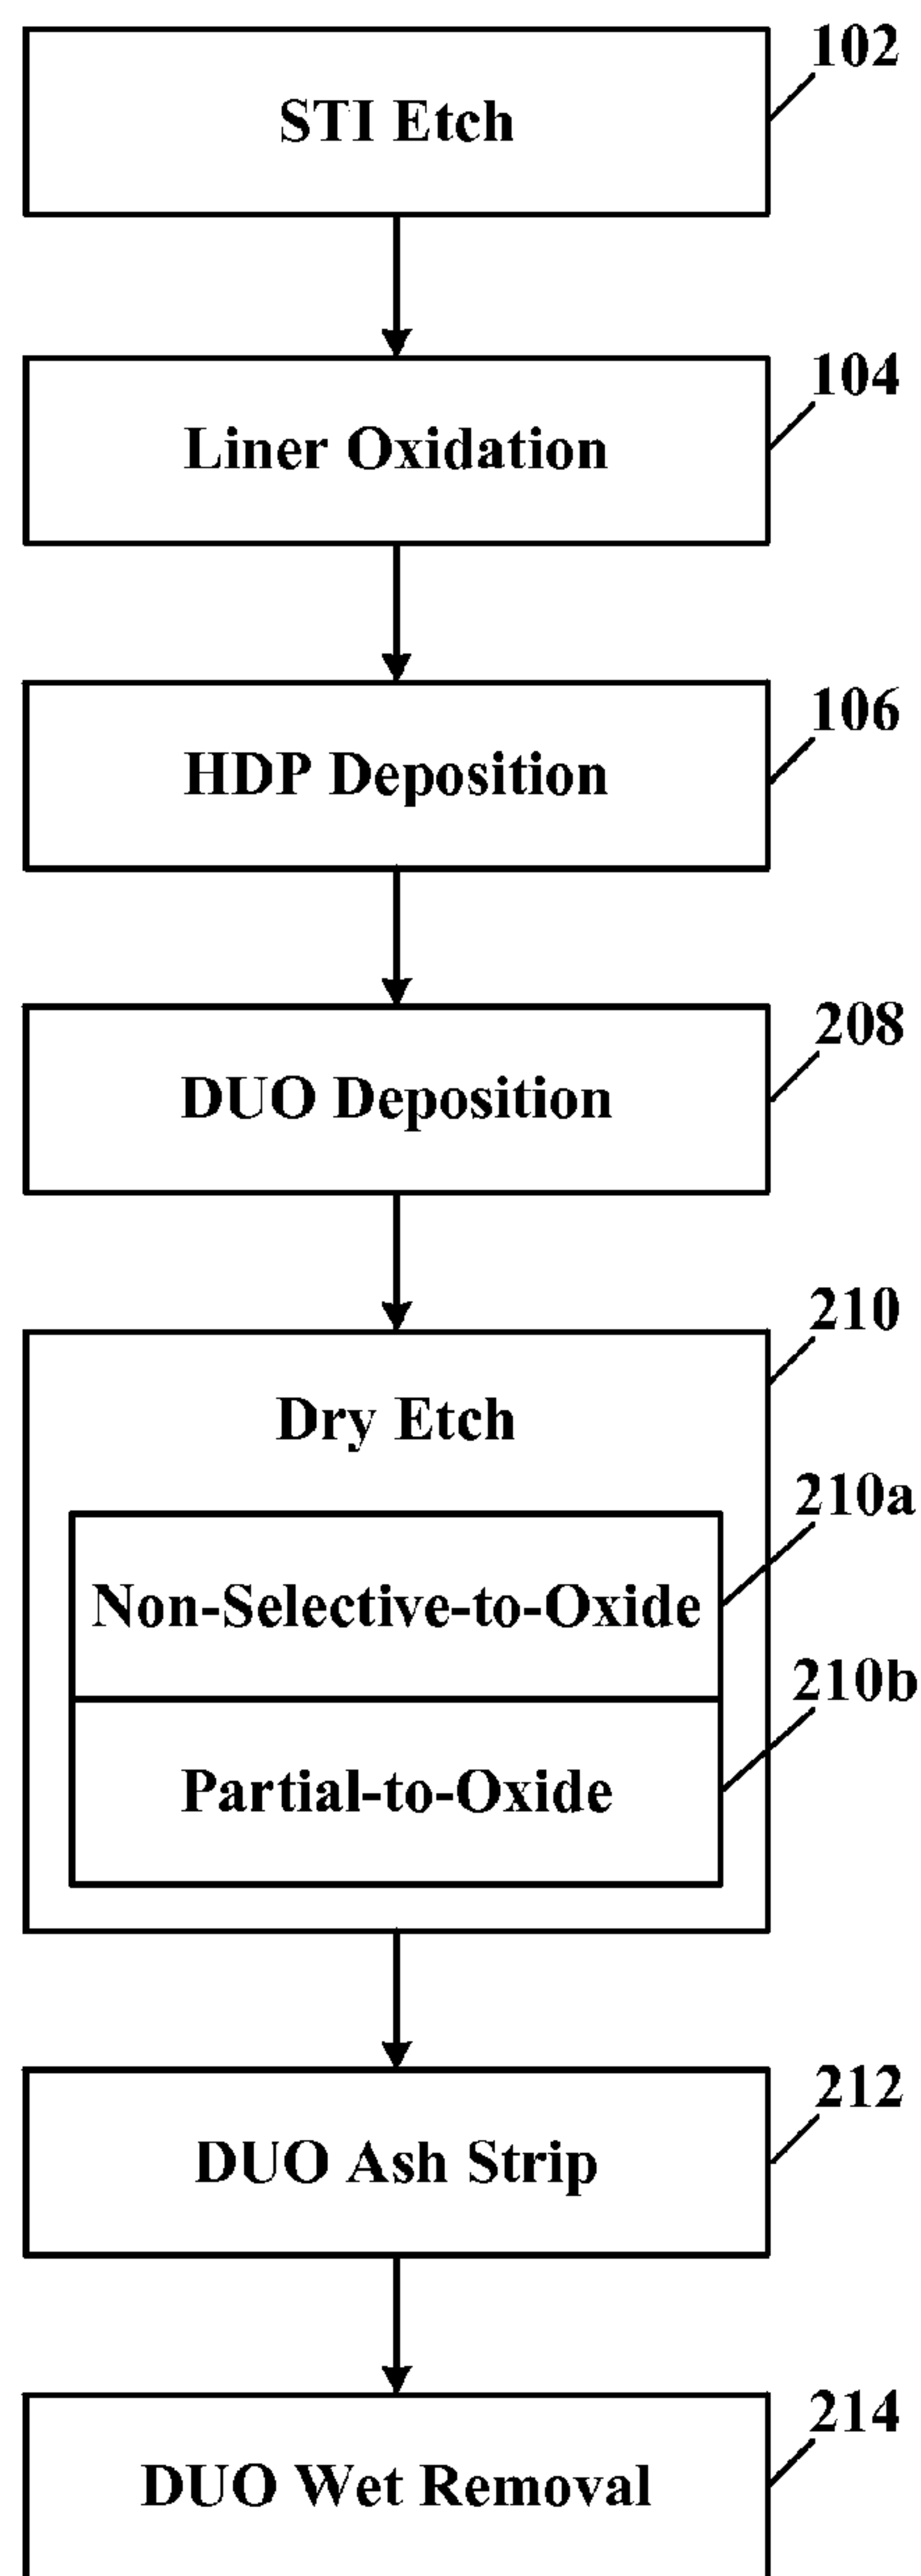 102
STI Etch
104
Liner Oxidation
106
HDP Deposition
208
DUO Deposition
210
Dry Etch
210a
Non-Selective-to-Oxide
210b
Partial-to-Oxide
212
DUO Ash Strip
214
DUO Wet Removal